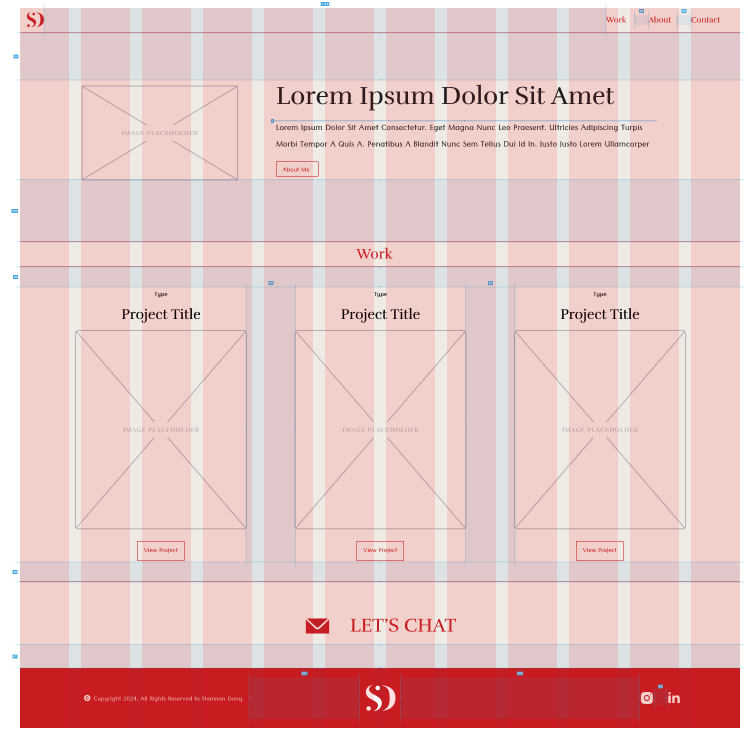 SD
Work About Contact
Lorem Ipsum Dolor Sit Amet
IMAGE PLACEHOLDER
Lorem Ipsum Dolor Sit Amet Consectetur. Eget Magna Nunc Leo Praesent. Ultricies Adipiscing Turpis
Morbi Tempor A Quis A. Penatibus A Blandit Nunc Sem Tellus Dui Id In. Justo Justo Lorem Ullamcorper
About Me
Work
Type Type Type
Project Title Project Title Project Title
IMAGE PLACEHOLDER IMAGE PLACEHOLDER IMAGE PLACEHOLDER
View Project View Project View Project
LET'S CHAT
© Copyright 2024. All Rights Reserved to Shannon Dang.
SD
in